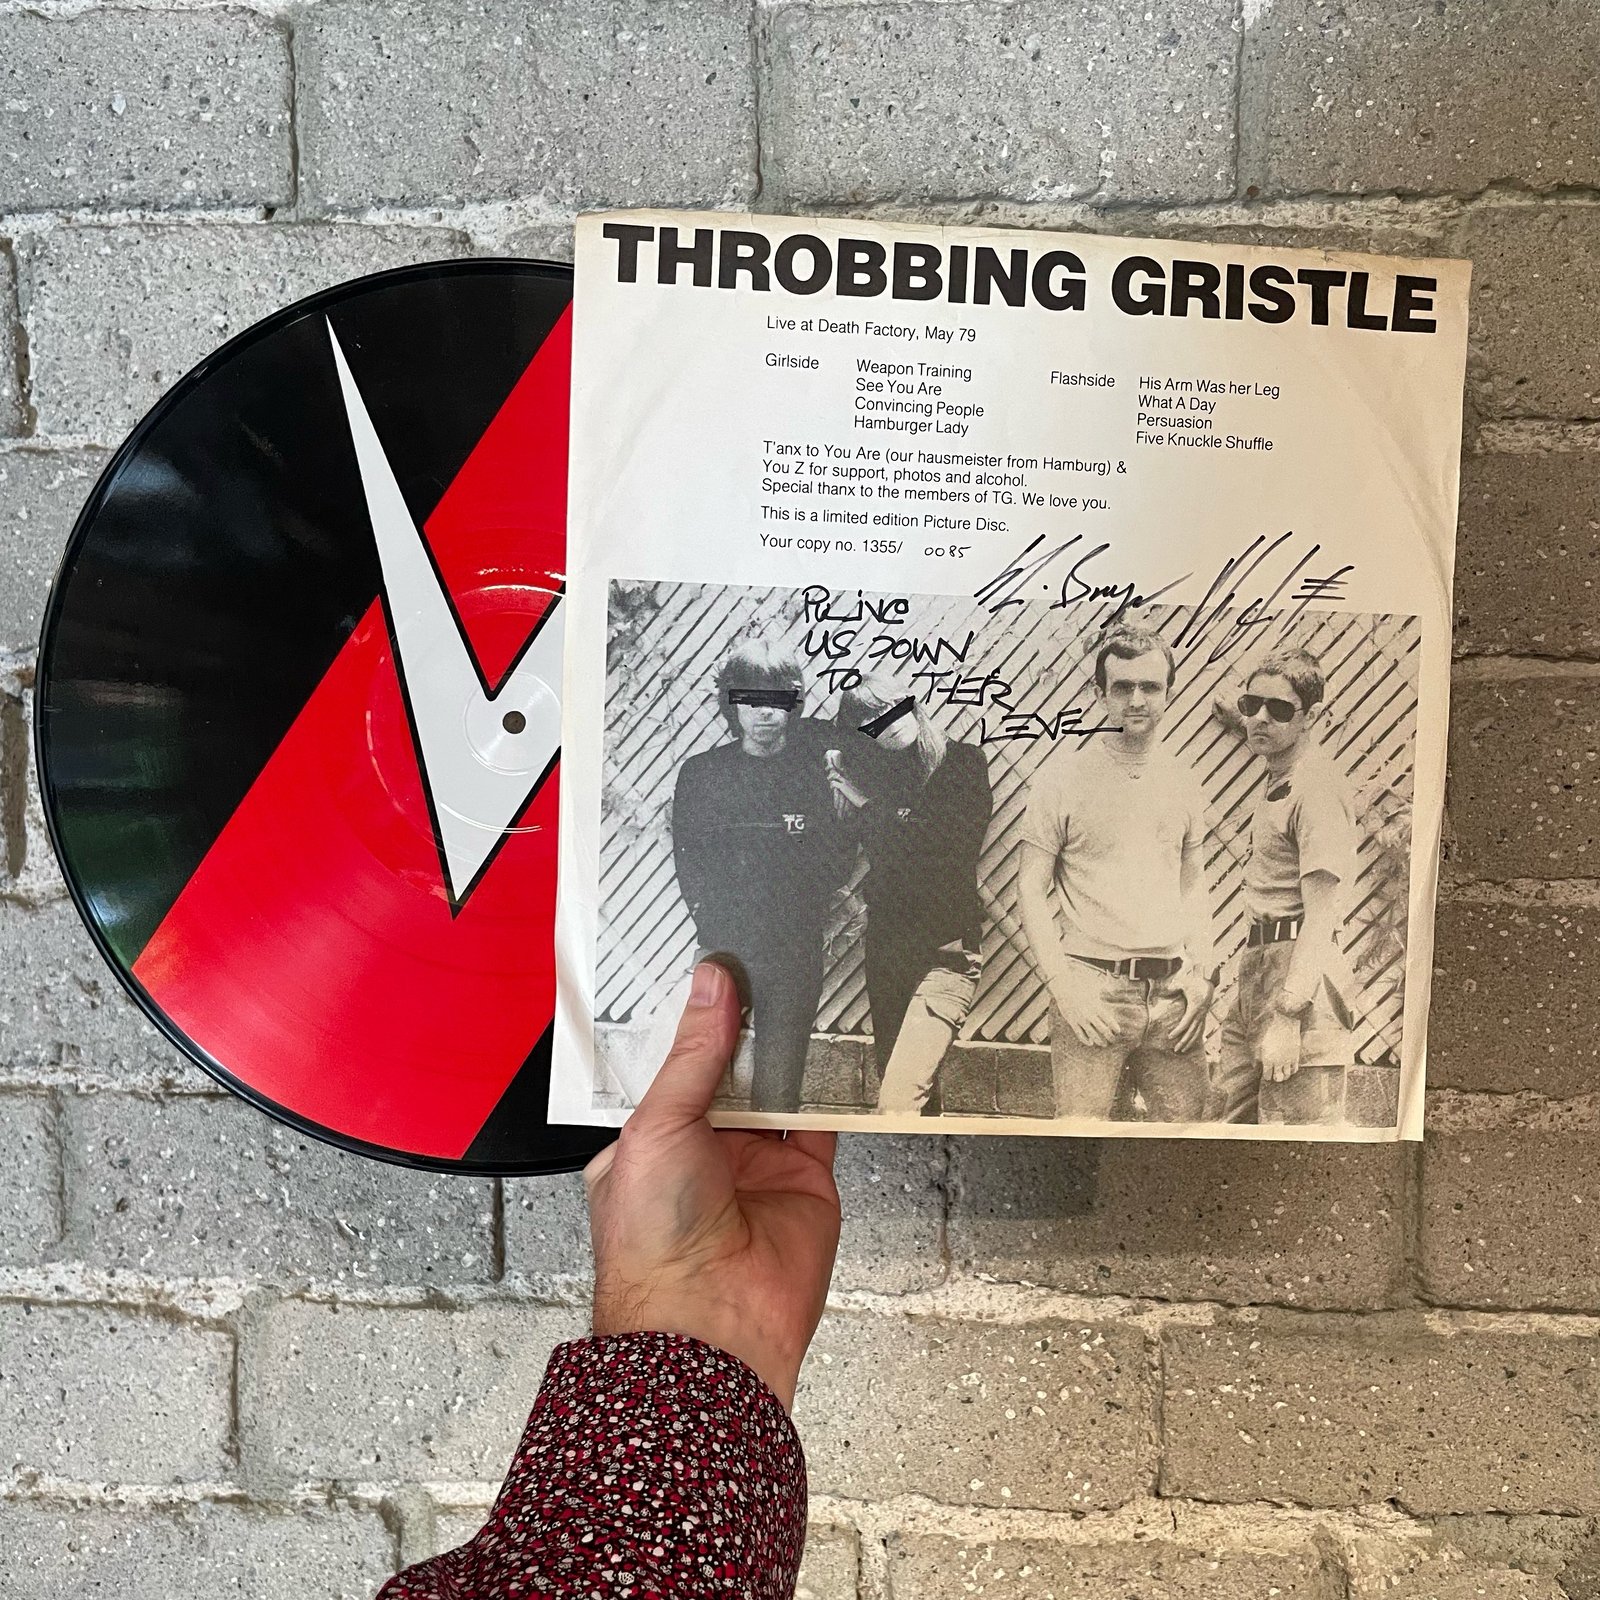 THROBBING GRISTLE
Live at Death Factory, May 79
Girlside
Weapon Training
See You Are
Convincing People
Hamburger Lady
Flashside
His Arm Was her Leg
What A Day
Persuasion
Five Knuckle Shuffle
T'anx to You Are (our hausmeister from Hamburg) &
You Z for support, photos and alcohol.
Special thanx to the members of TG. We love you.
This is a limited edition Picture Disc.
Your copy no. 1355/ 0085
US DOWN
TO THEIR
LEVEL
TG